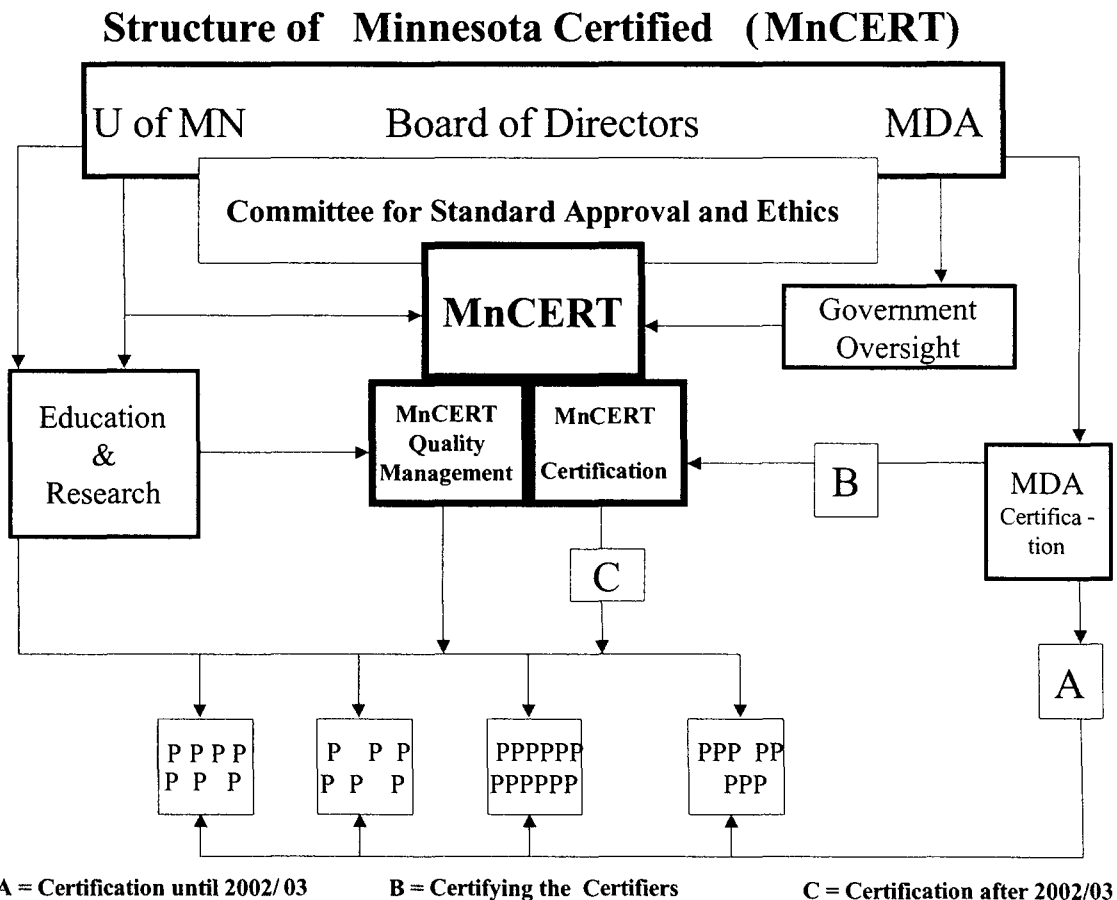 Structure of Minnesota Certified (MnCERT)
U of MN Board of Directors MDA
Committee for Standard Approval and Ethics
MnCERT
Government
Oversight
Education
&
Research
MnCERT
Quality
Management
MnCERT
Certification
B
MDA
Certifica -
tion
C
A
P P P P
P P P
P P P
P P P
PPPPPP
PPPPPP
PPP PP
PPP
A = Certification until 2002/ 03
B = Certifying the Certifiers
C = Certification after 2002/03